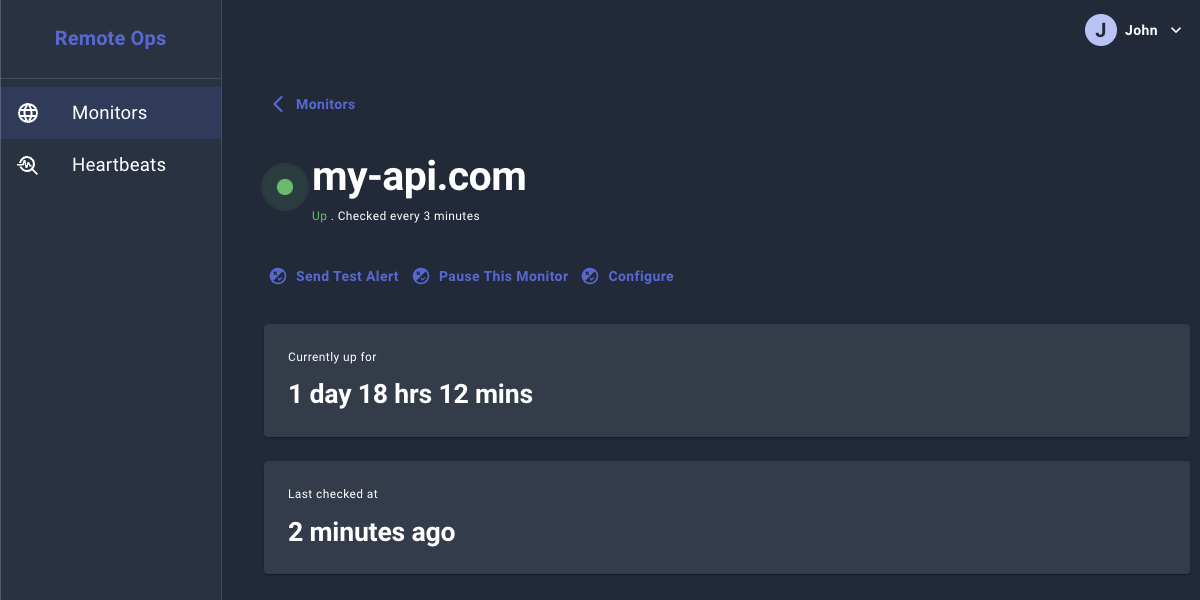 Remote Ops
J
John
Monitors
Heartbeats
Monitors
my-api.com
Up . Checked every 3 minutes
Send Test Alert Pause This Monitor Configure
Currently up for
1 day 18 hrs 12 mins
Last checked at
2 minutes ago